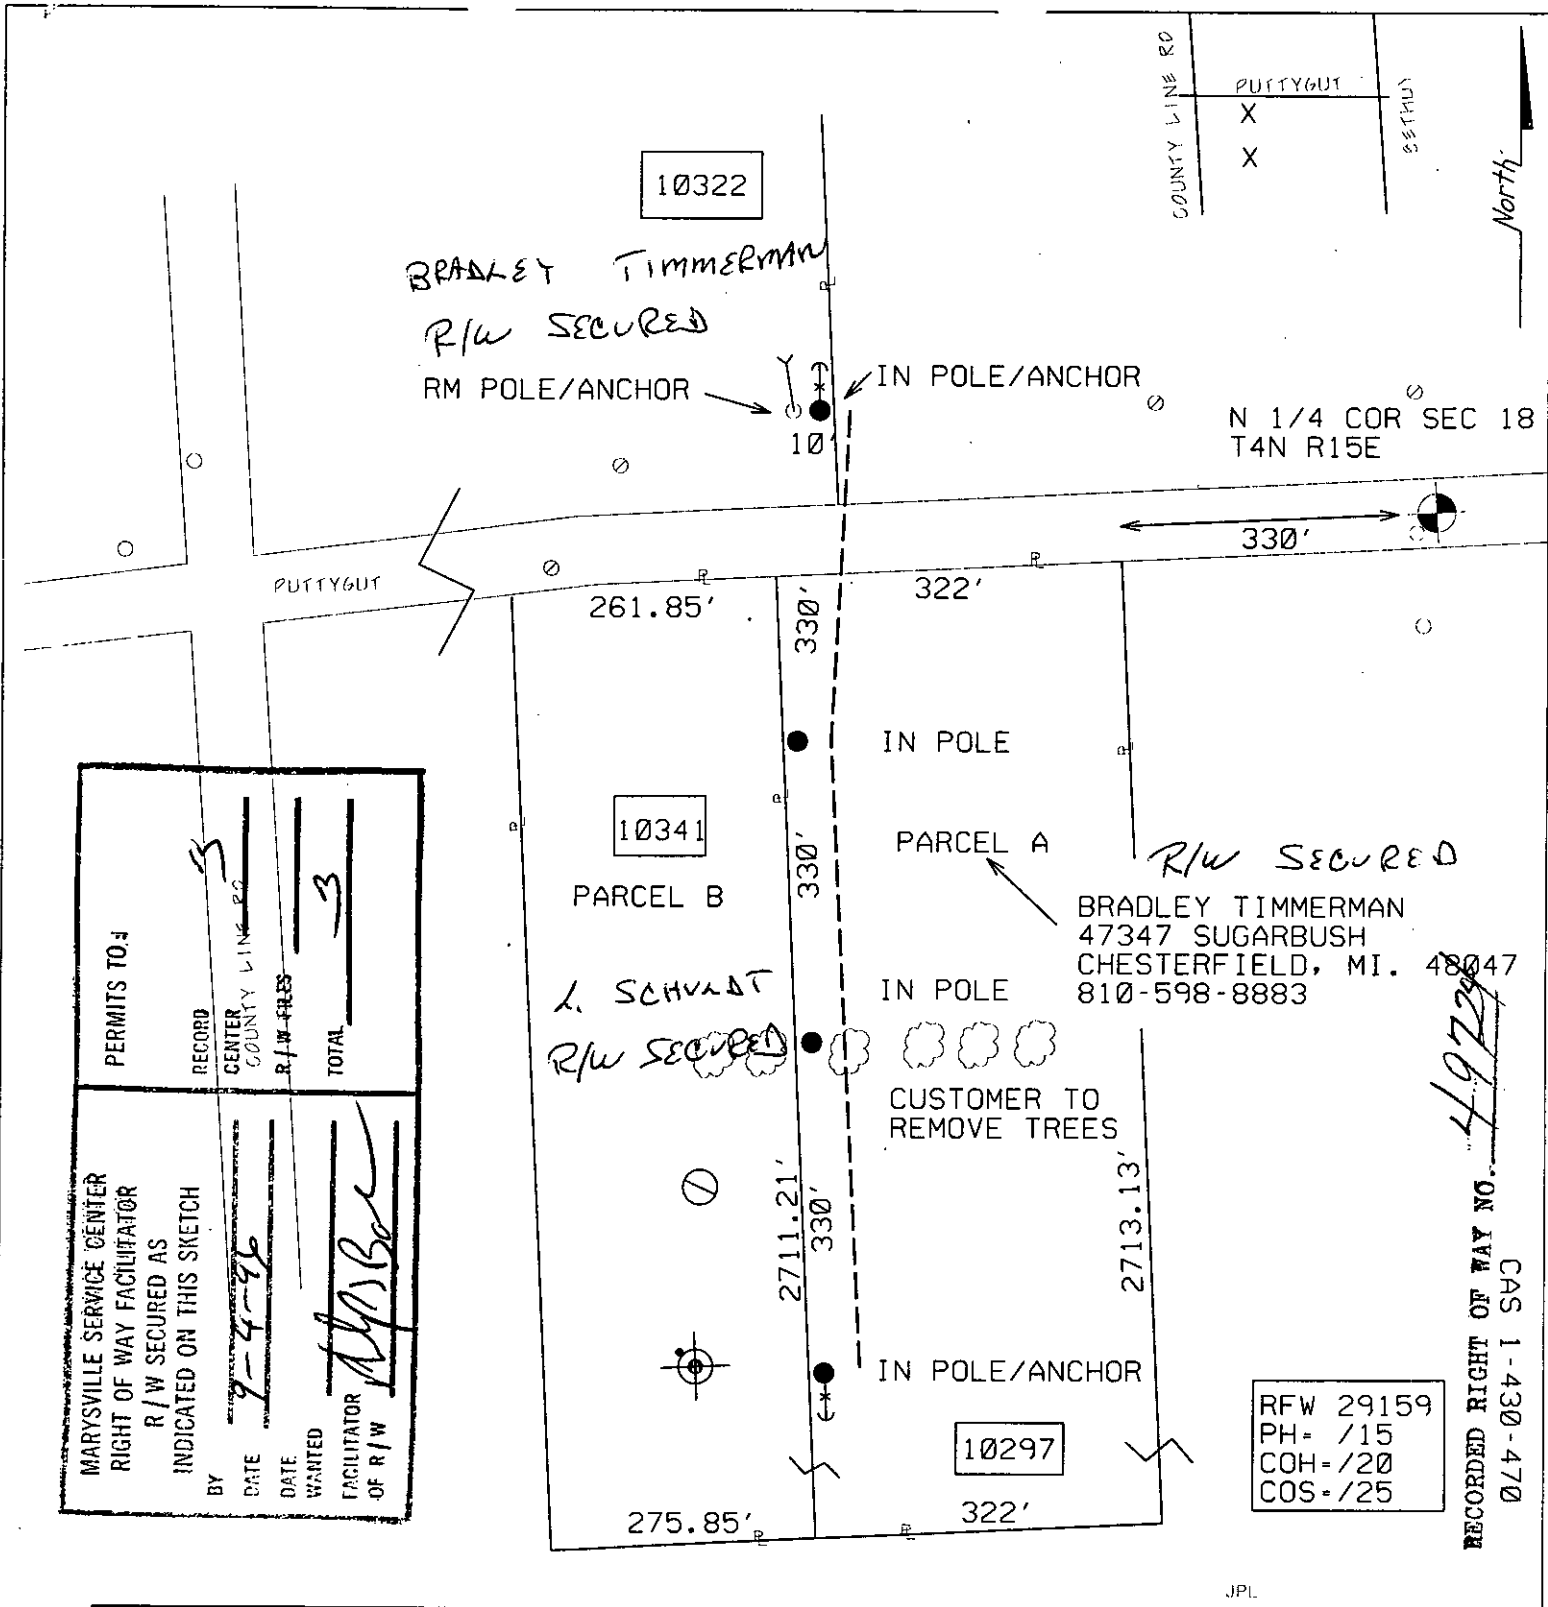 COUNTY LINE RD
PUTTYGUT
X
X
BETHUY
North
10322
BRADLEY TIMMERMAN
R/W SECURED
RM POLE/ANCHOR
IN POLE/ANCHOR
10'
N 1/4 COR SEC 18
T4N R15E
330'
PUTTYGUT
261.85'
330'
322'
IN POLE
10341
PARCEL B
330'
PARCEL A
R/W SECURED
BRADLEY TIMMERMAN
47347 SUGARBUSH
CHESTERFIELD, MI. 48047
810-598-8883
L. SCHULDT
R/W SECURED
IN POLE
CUSTOMER TO
REMOVE TREES
2711.21'
330'
2713.13'
IN POLE/ANCHOR
10297
275.85'
322'
RFW 29159
PH= /15
COH=/20
COS=/25
RECORDED RIGHT OF WAY NO.
CAS 1-430-470
MARYSVILLE SERVICE CENTER
RIGHT OF WAY FACILITATOR
R/W SECURED AS
INDICATED ON THIS SKETCH
BY
DATE 9-4-96
DATE
WANTED
FACILITATOR
OF R/W
PERMITS TO:
RECORD
CENTER 3
COUNTY LINE RD
R/W FILES
TOTAL 3
JPL